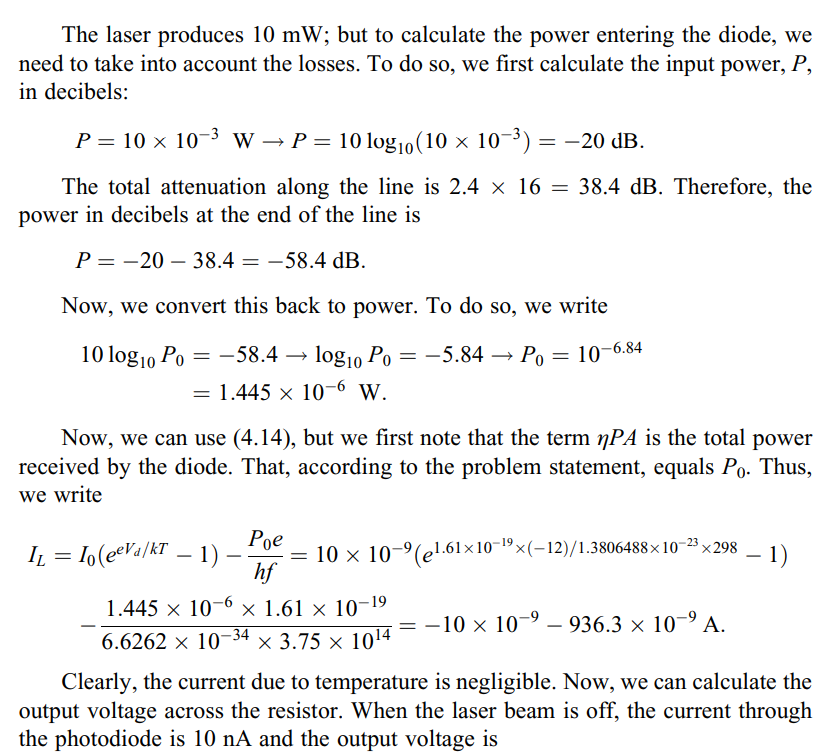 The laser produces 10 mW; but to calculate the power entering the diode, we
need to take into account the losses. To do so, we first calculate the input power, P,
in decibels:
P = 10 × 10⁻³ W → P = 10 log₁₀(10 × 10⁻³) = −20 dB.
The total attenuation along the line is 2.4 × 16 = 38.4 dB. Therefore, the
power in decibels at the end of the line is
P = −20 − 38.4 = −58.4 dB.
Now, we convert this back to power. To do so, we write
10 log₁₀ P₀ = −58.4 → log₁₀ P₀ = −5.84 → P₀ = 10⁻⁶·⁸⁴
= 1.445 × 10⁻⁶ W.
Now, we can use (4.14), but we first note that the term ηPA is the total power
received by the diode. That, according to the problem statement, equals P₀. Thus,
we write
I_L = I₀(e^{eV_d/kT} − 1) − P₀e/hf = 10 × 10⁻⁹(e^{1.61×10⁻¹⁹×(−12)/1.3806488×10⁻²³×298} − 1)
− (1.445 × 10⁻⁶ × 1.61 × 10⁻¹⁹)/(6.6262 × 10⁻³⁴ × 3.75 × 10¹⁴) = −10 × 10⁻⁹ − 936.3 × 10⁻⁹ A.
Clearly, the current due to temperature is negligible. Now, we can calculate the
output voltage across the resistor. When the laser beam is off, the current through
the photodiode is 10 nA and the output voltage is